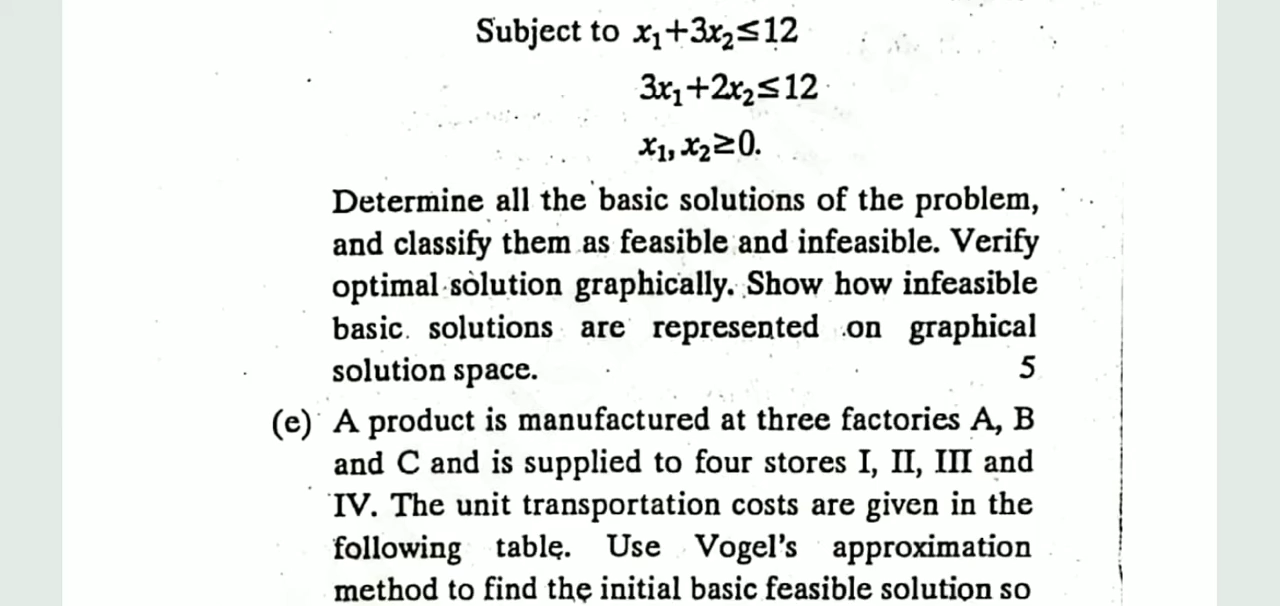 Subject to x₁+3x₂≤12
3x₁+2x₂≤12
x₁, x₂≥0.
Determine all the basic solutions of the problem,
and classify them as feasible and infeasible. Verify
optimal solution graphically. Show how infeasible
basic. solutions are represented on graphical
solution space. 5
(e) A product is manufactured at three factories A, B
and C and is supplied to four stores I, II, III and
IV. The unit transportation costs are given in the
following table. Use Vogel's approximation
method to find the initial basic feasible solution so